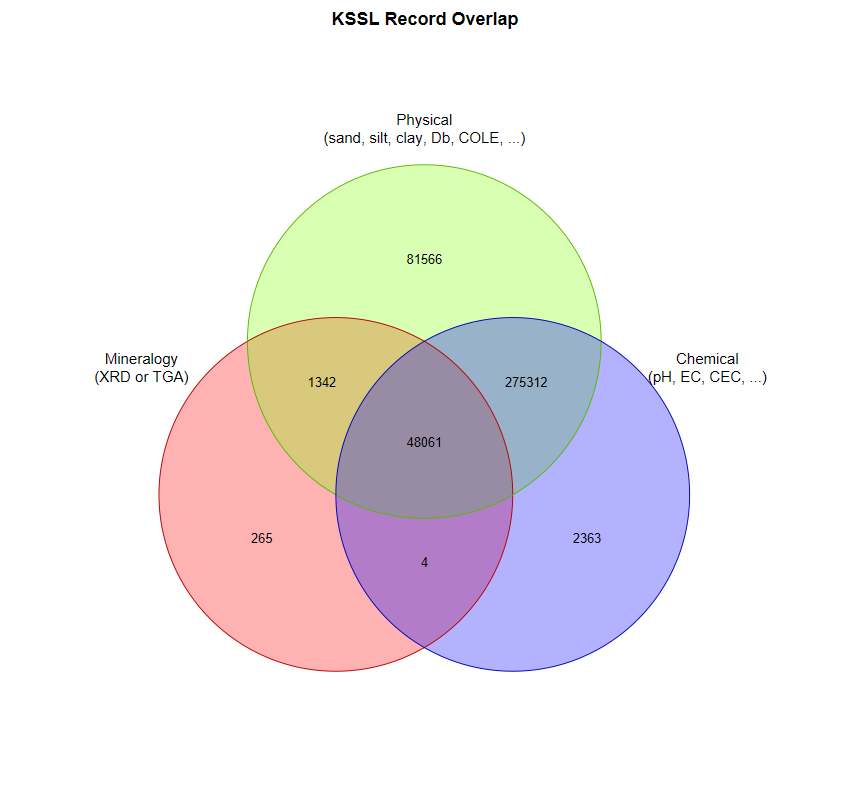 KSSL Record Overlap
Physical
(sand, silt, clay, Db, COLE, ...)
81566
Mineralogy
(XRD or TGA)
Chemical
(pH, EC, CEC, ...)
1342
275312
48061
265
2363
4